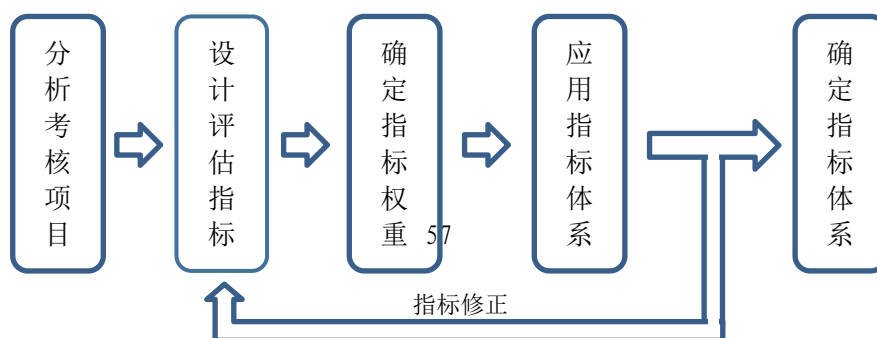 分析考核项目
设计评估指标
确定指标权重
57
应用指标体系
确定指标体系
指标修正